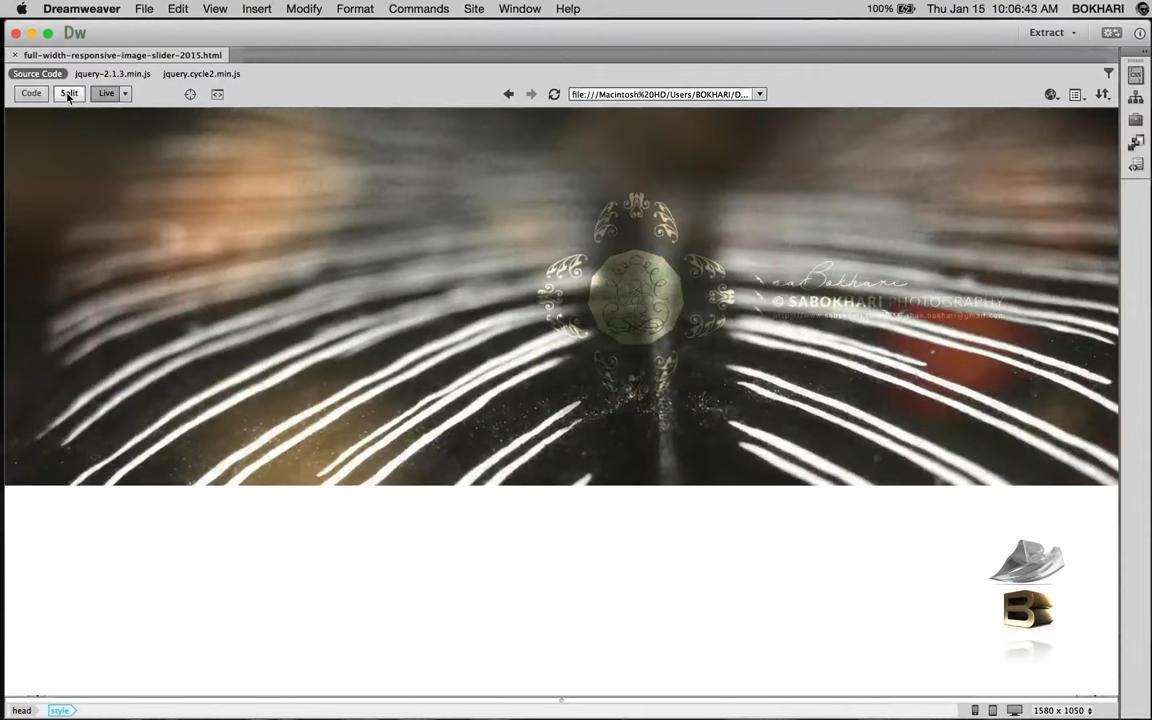 Dreamweaver File Edit View Insert Modify Format Commands Site Window Help 100% Thu Jan 15 10:06:43 AM BOKHARI
Dw Extract
× full-width-responsive-image-slider-2015.html
Source Code jquery-2.1.3.min.js jquery.cycle2.min.js
Code Split Live file:///Macintosh%20HD/Users/BOKHARI/D...
Bokhari
© SABOKHARI PHOTOGRAPHY
B
head style 1580 x 1050